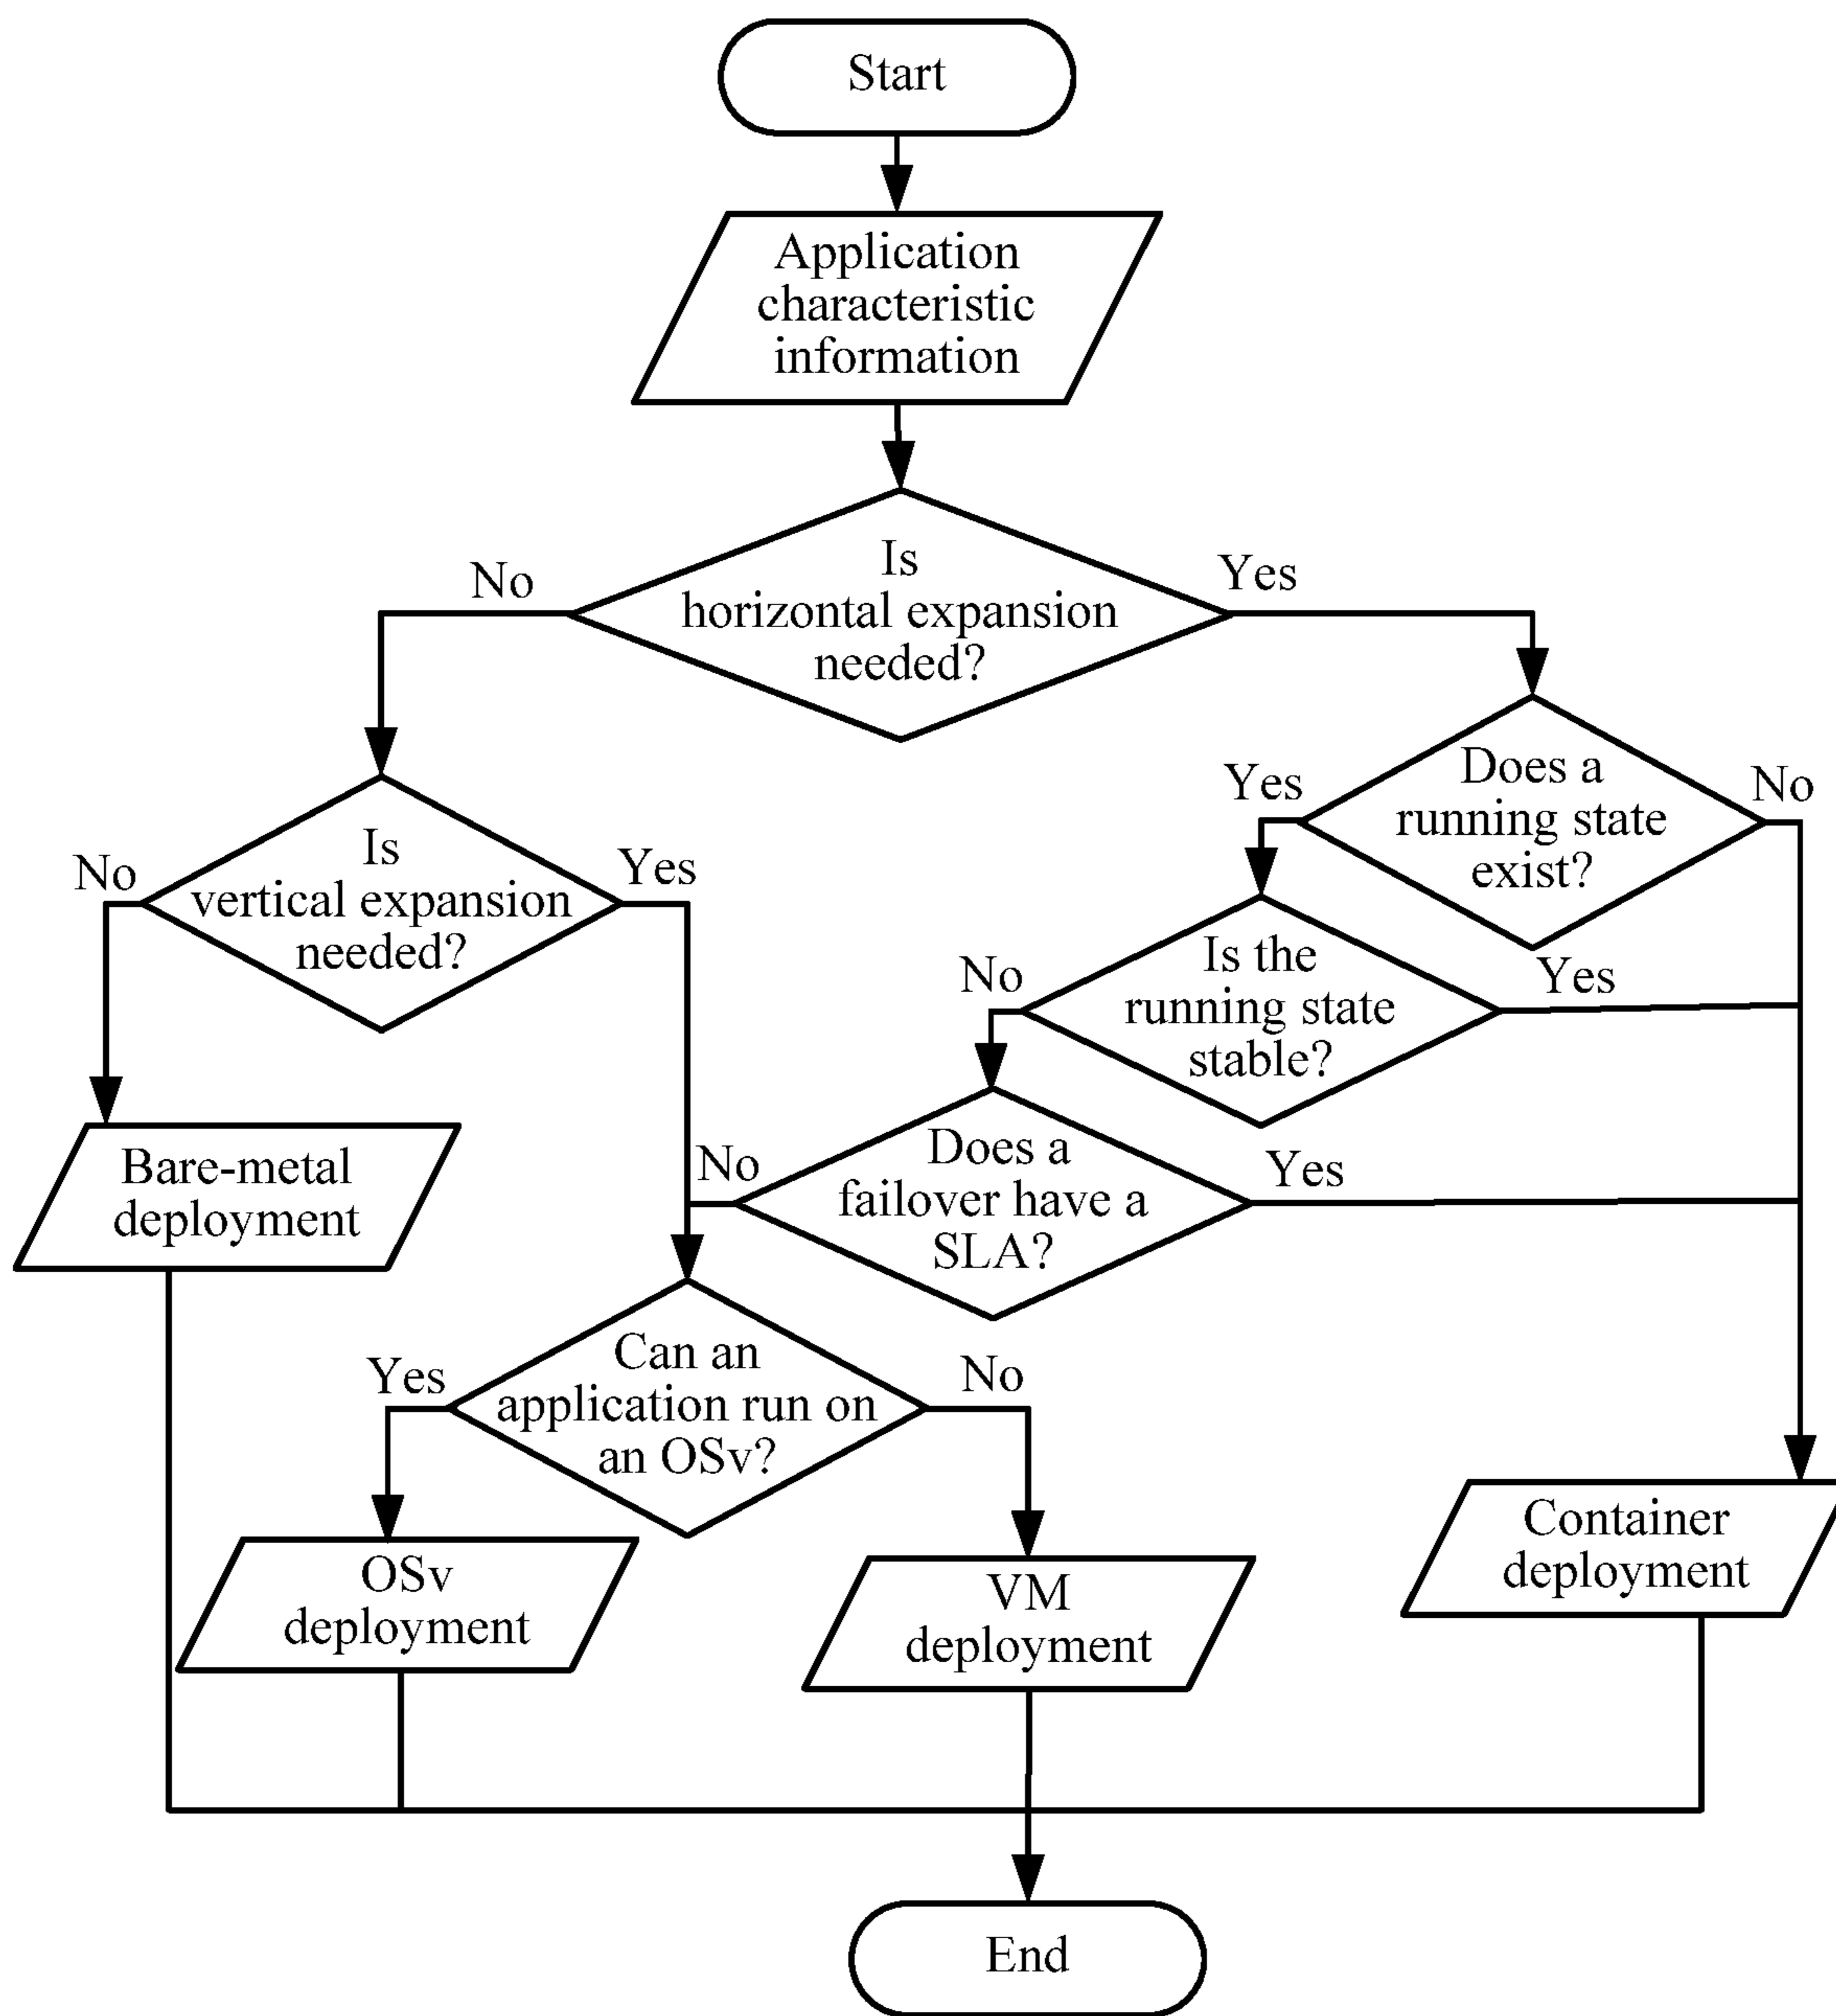 Start
Application
characteristic
information
Is
horizontal expansion
needed?
No
Yes
Does a
running state
exist?
Yes
No
Is
vertical expansion
needed?
No
Yes
Is the
running state
stable?
No
Yes
Bare-metal
deployment
Does a
failover have a
SLA?
No
Yes
Can an
application run on
an OSv?
Yes
No
OSv
deployment
VM
deployment
Container
deployment
End